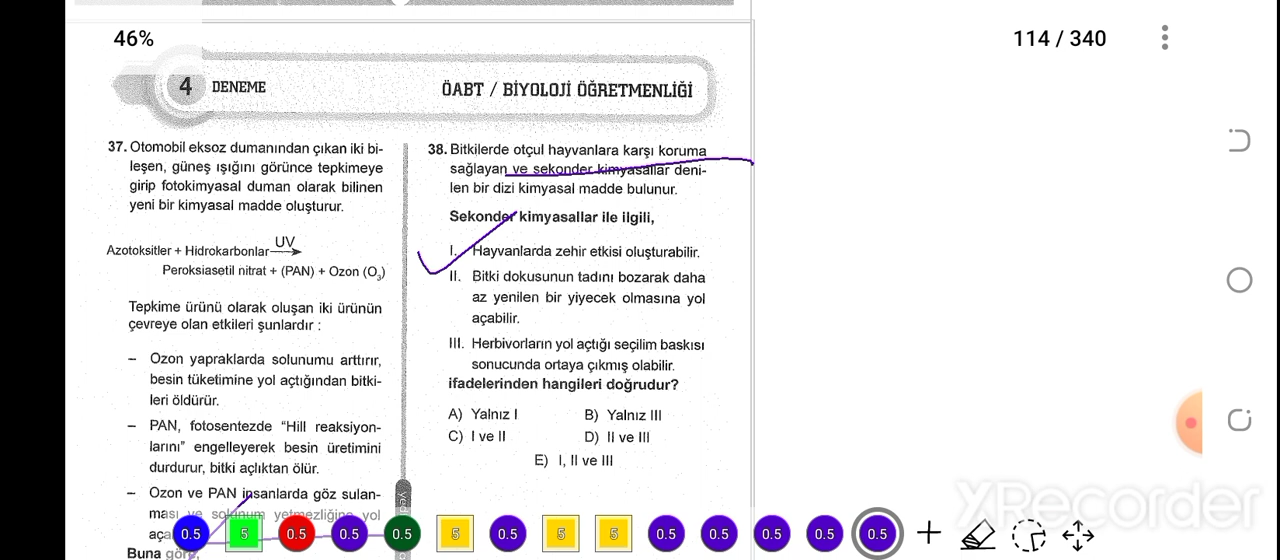 46%
114 / 340
4 DENEME
ÖABT / BİYOLOJİ ÖĞRETMENLİĞİ
37. Otomobil eksoz dumanından çıkan iki bi-
leşen, güneş ışığını görünce tepkimeye
girip fotokimyasal duman olarak bilinen
yeni bir kimyasal madde oluşturur.
UV
Azotoksitler + Hidrokarbonlar
Peroksiasetil nitrat + (PAN) + Ozon (O3)
Tepkime ürünü olarak oluşan iki ürünün
çevreye olan etkileri şunlardır :
– Ozon yapraklarda solunumu arttırır,
besin tüketimine yol açtığından bitki-
leri öldürür.
– PAN, fotosentezde “Hill reaksiyon-
larını” engelleyerek besin üretimini
durdurur, bitki açlıktan ölür.
– Ozon ve PAN insanlarda göz sulan-
ması ve solunum yetmezliğine yol
aça
Buna göre,
38. Bitkilerde otçul hayvanlara karşı koruma
sağlayan ve sekonder kimyasallar deni-
len bir dizi kimyasal madde bulunur.
Sekonder kimyasallar ile ilgili,
I. Hayvanlarda zehir etkisi oluşturabilir.
II. Bitki dokusunun tadını bozarak daha
az yenilen bir yiyecek olmasına yol
açabilir.
III. Herbivorların yol açtığı seçilim baskısı
sonucunda ortaya çıkmış olabilir.
ifadelerinden hangileri doğrudur?
A) Yalnız I B) Yalnız III
C) I ve II D) II ve III
E) I, II ve III
0.5 5 0.5 0.5 0.5 5 0.5 5 5 0.5 0.5 0.5 0.5 0.5
XRecorder